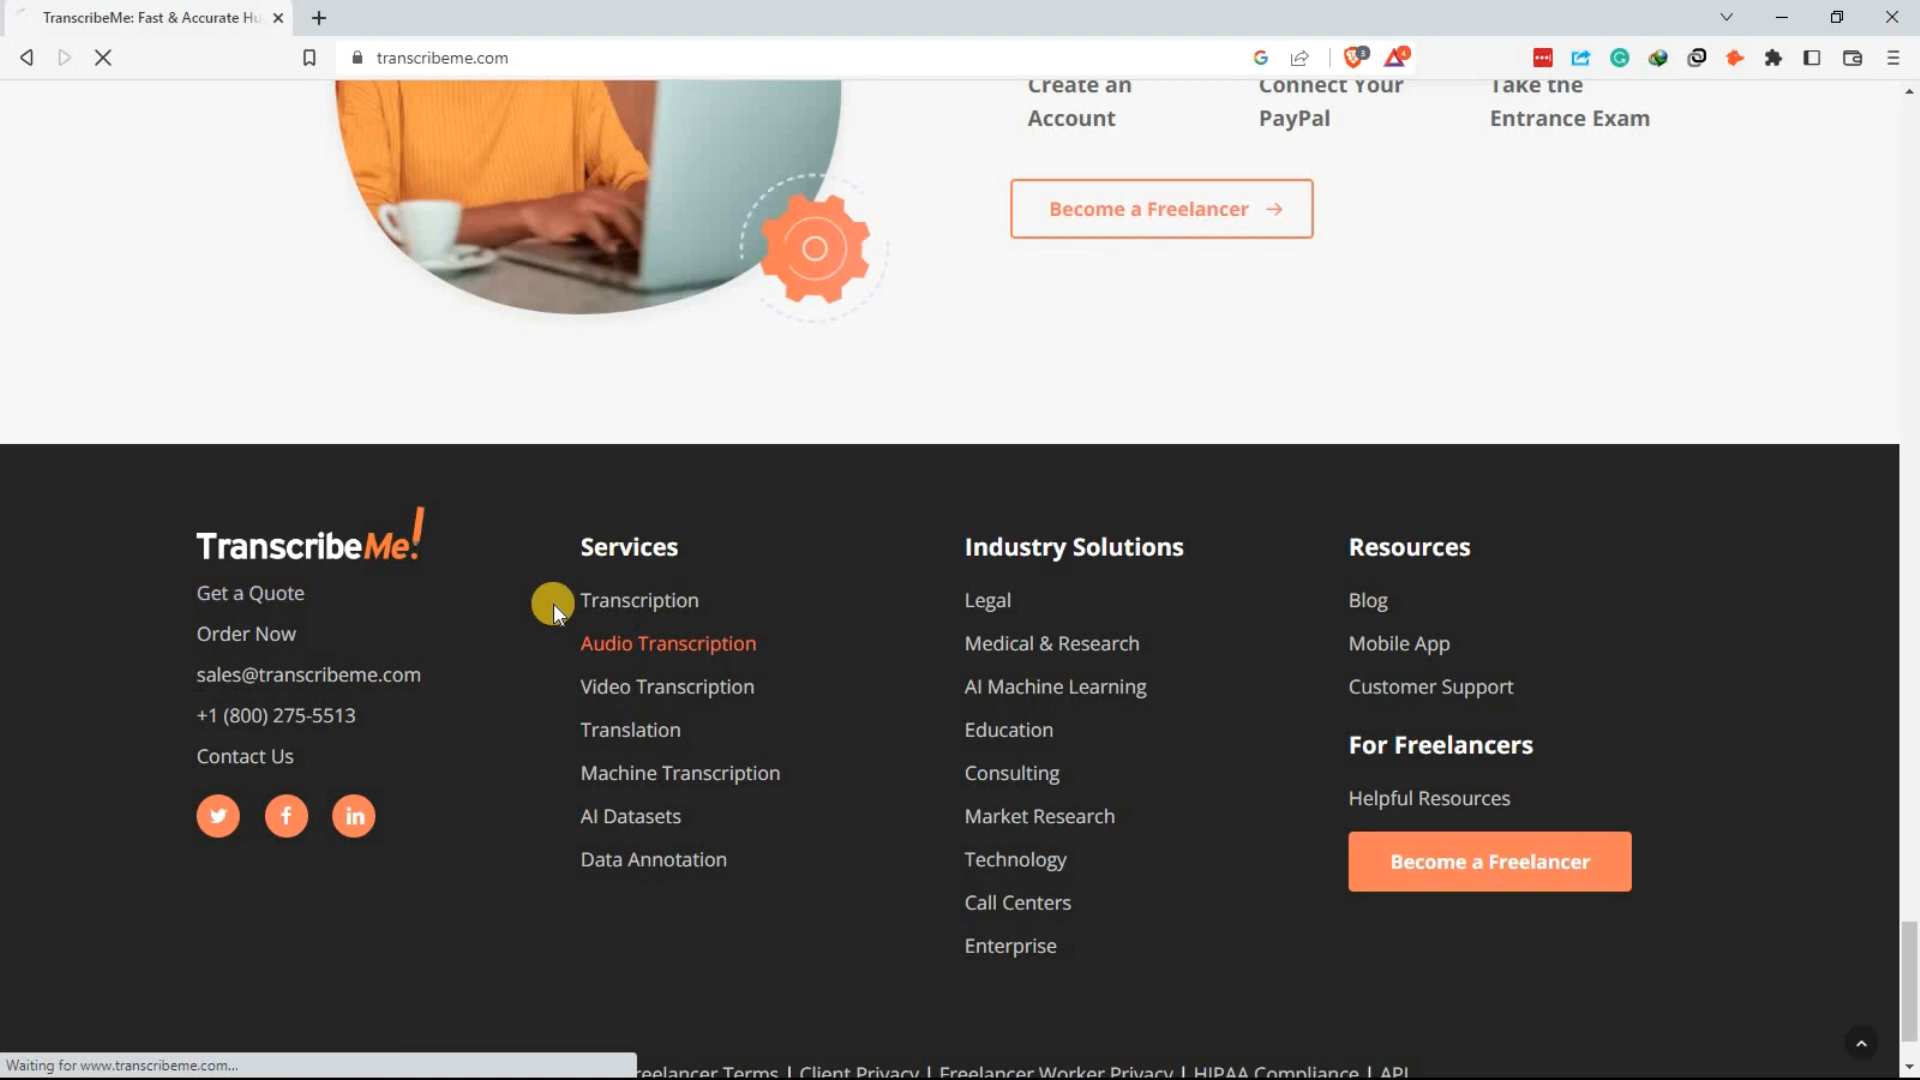 TranscribeMe: Fast & Accurate Hu
transcribeme.com
3
4
Create an
Account
Connect Your
PayPal
Take the
Entrance Exam
Become a Freelancer
TranscribeMe!
Get a Quote
Order Now
sales@transcribeme.com
+1 (800) 275-5513
Contact Us
Services
Transcription
Audio Transcription
Video Transcription
Translation
Machine Transcription
AI Datasets
Data Annotation
Industry Solutions
Legal
Medical & Research
AI Machine Learning
Education
Consulting
Market Research
Technology
Call Centers
Enterprise
Resources
Blog
Mobile App
Customer Support
For Freelancers
Helpful Resources
Become a Freelancer
Waiting for www.transcribeme.com...
reelancer Terms | Client Privacy | Freelancer Worker Privacy | HIPAA Compliance | API